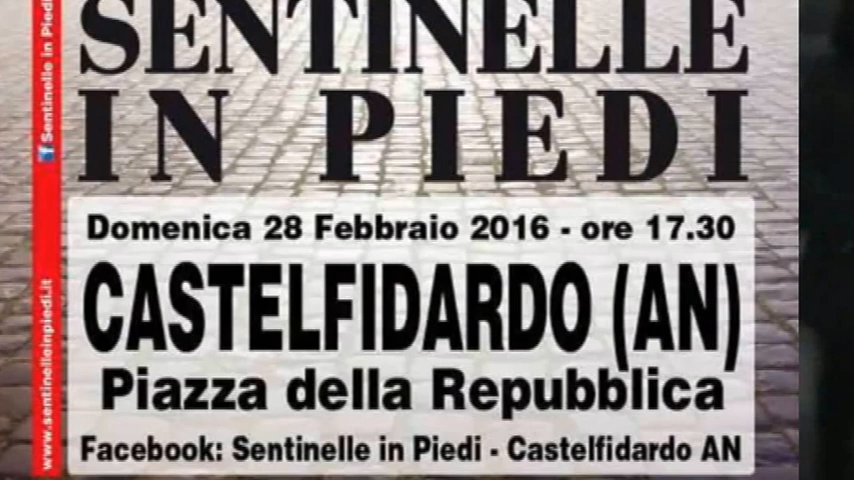 SENTINELLE
IN PIEDI
Domenica 28 Febbraio 2016 - ore 17.30
CASTELFIDARDO (AN)
Piazza della Repubblica
Facebook: Sentinelle in Piedi - Castelfidardo AN
www.sentinelleinpiedi.it
f Sentinelle in Piedi